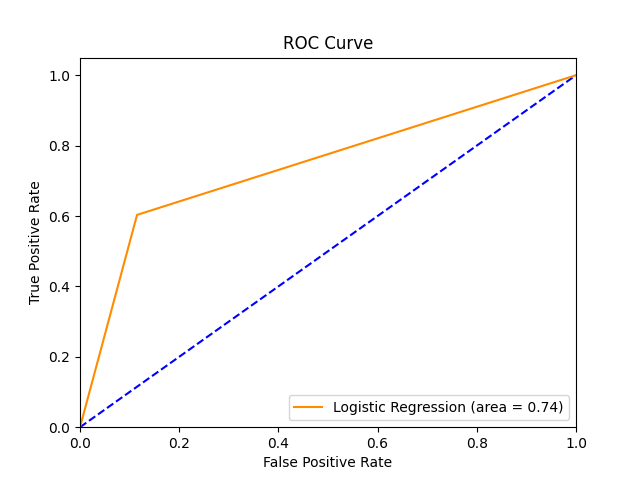 ROC Curve
True Positive Rate
1.0
0.8
0.6
0.4
0.2
0.0
Logistic Regression (area = 0.74)
0.0 0.2 0.4 0.6 0.8 1.0
False Positive Rate